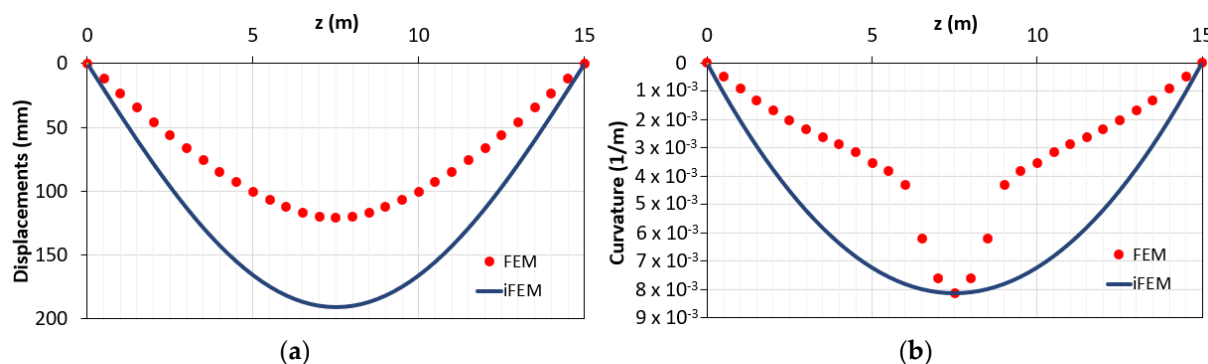 z (m)
0 5 10 15
0
50
100
150
200
Displacements (mm)
FEM
iFEM
(a)
z (m)
0 5 10 15
0
1 x 10⁻³
2 x 10⁻³
3 x 10⁻³
4 x 10⁻³
5 x 10⁻³
6 x 10⁻³
7 x 10⁻³
8 x 10⁻³
9 x 10⁻³
Curvature (1/m)
FEM
iFEM
(b)